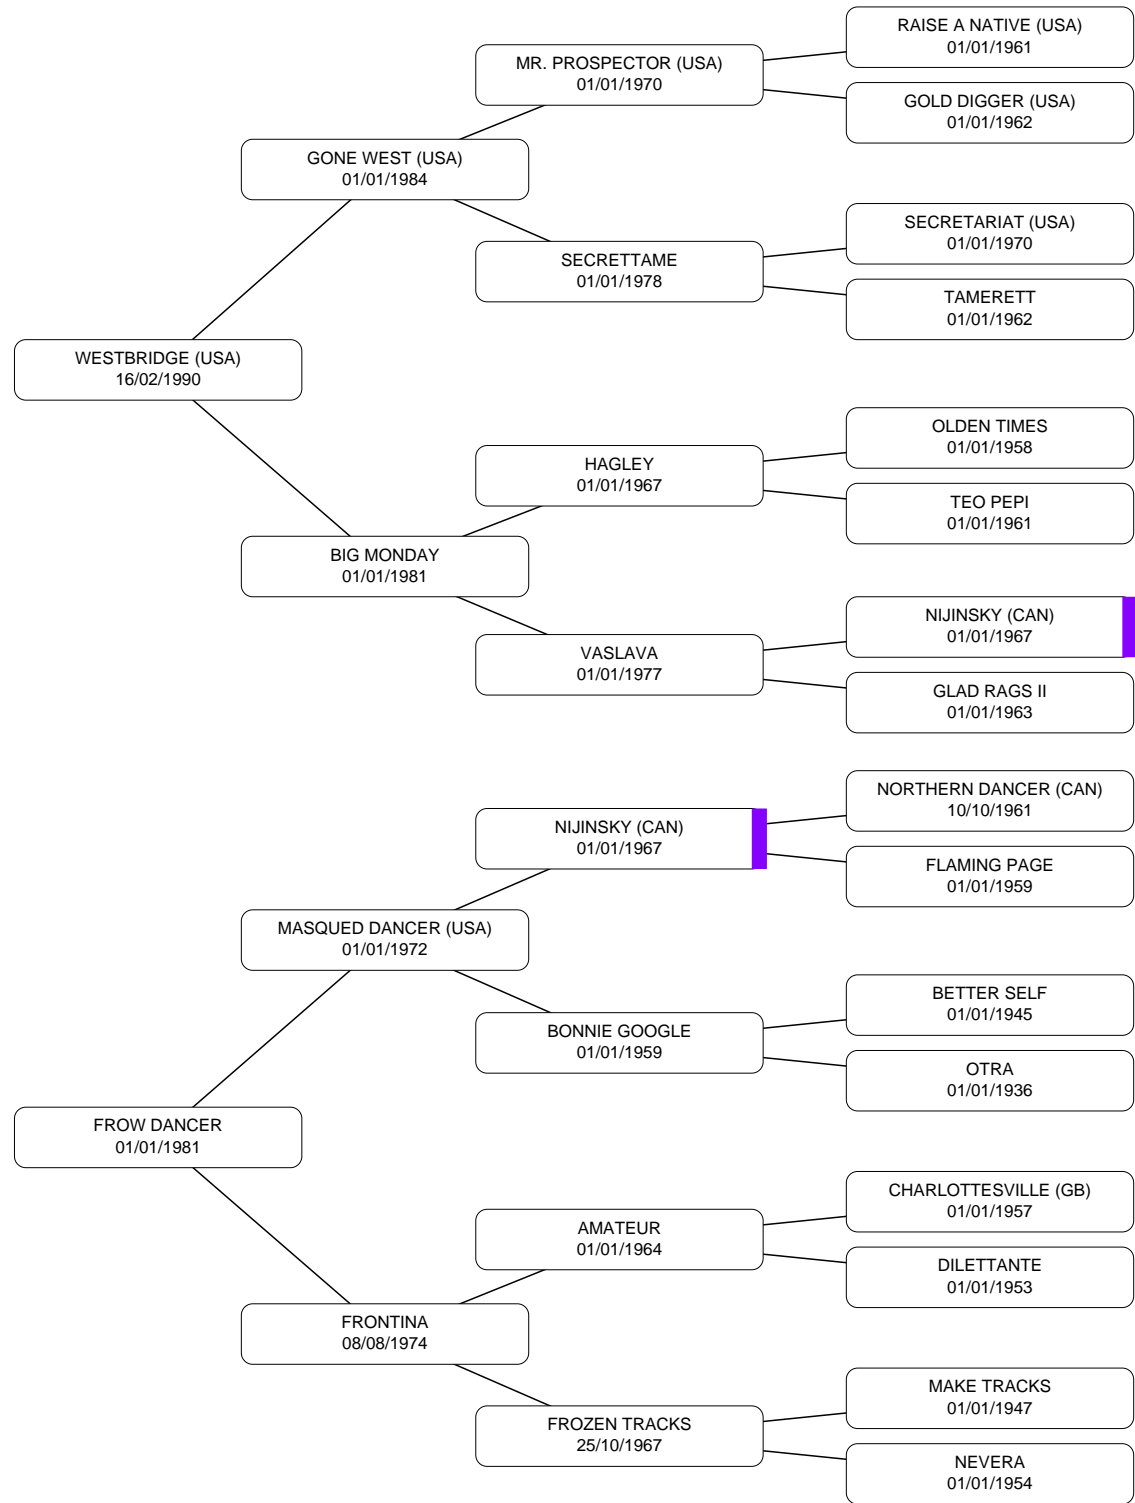 RAISE A NATIVE (USA)
01/01/1961
MR. PROSPECTOR (USA)
01/01/1970
GOLD DIGGER (USA)
01/01/1962
GONE WEST (USA)
01/01/1984
SECRETARIAT (USA)
01/01/1970
SECRETTAME
01/01/1978
TAMERETT
01/01/1962
WESTBRIDGE (USA)
16/02/1990
OLDEN TIMES
01/01/1958
HAGLEY
01/01/1967
TEO PEPI
01/01/1961
BIG MONDAY
01/01/1981
NIJINSKY (CAN)
01/01/1967
VASLAVA
01/01/1977
GLAD RAGS II
01/01/1963
NORTHERN DANCER (CAN)
10/10/1961
NIJINSKY (CAN)
01/01/1967
FLAMING PAGE
01/01/1959
MASQUED DANCER (USA)
01/01/1972
BETTER SELF
01/01/1945
BONNIE GOOGLE
01/01/1959
OTRA
01/01/1936
FROW DANCER
01/01/1981
CHARLOTTESVILLE (GB)
01/01/1957
AMATEUR
01/01/1964
DILETTANTE
01/01/1953
FRONTINA
08/08/1974
MAKE TRACKS
01/01/1947
FROZEN TRACKS
25/10/1967
NEVERA
01/01/1954